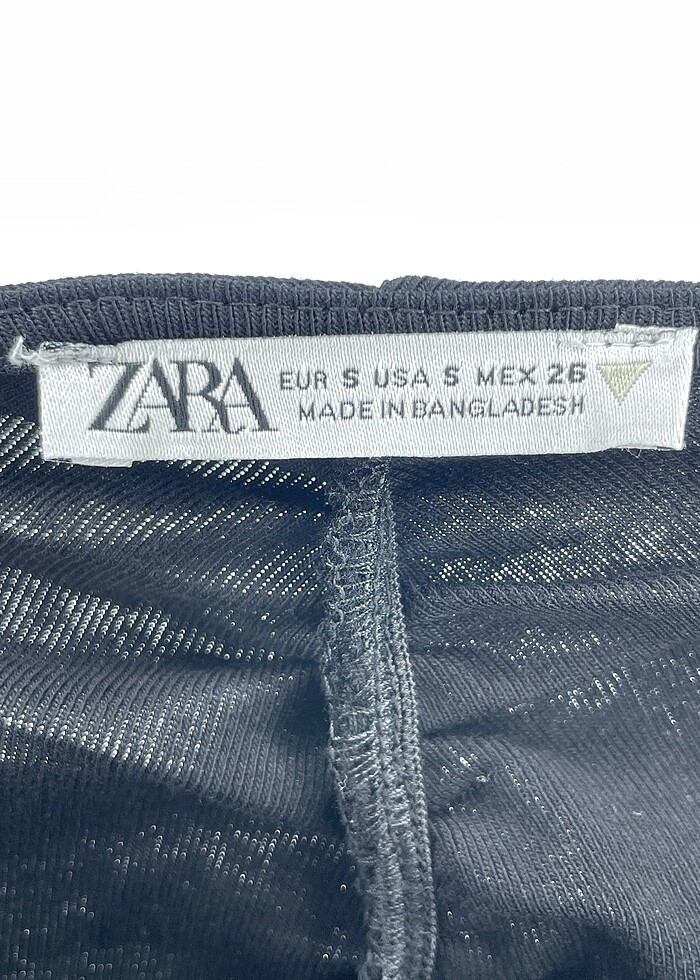 ZARA
EUR S USA S MEX 26
MADE IN BANGLADESH